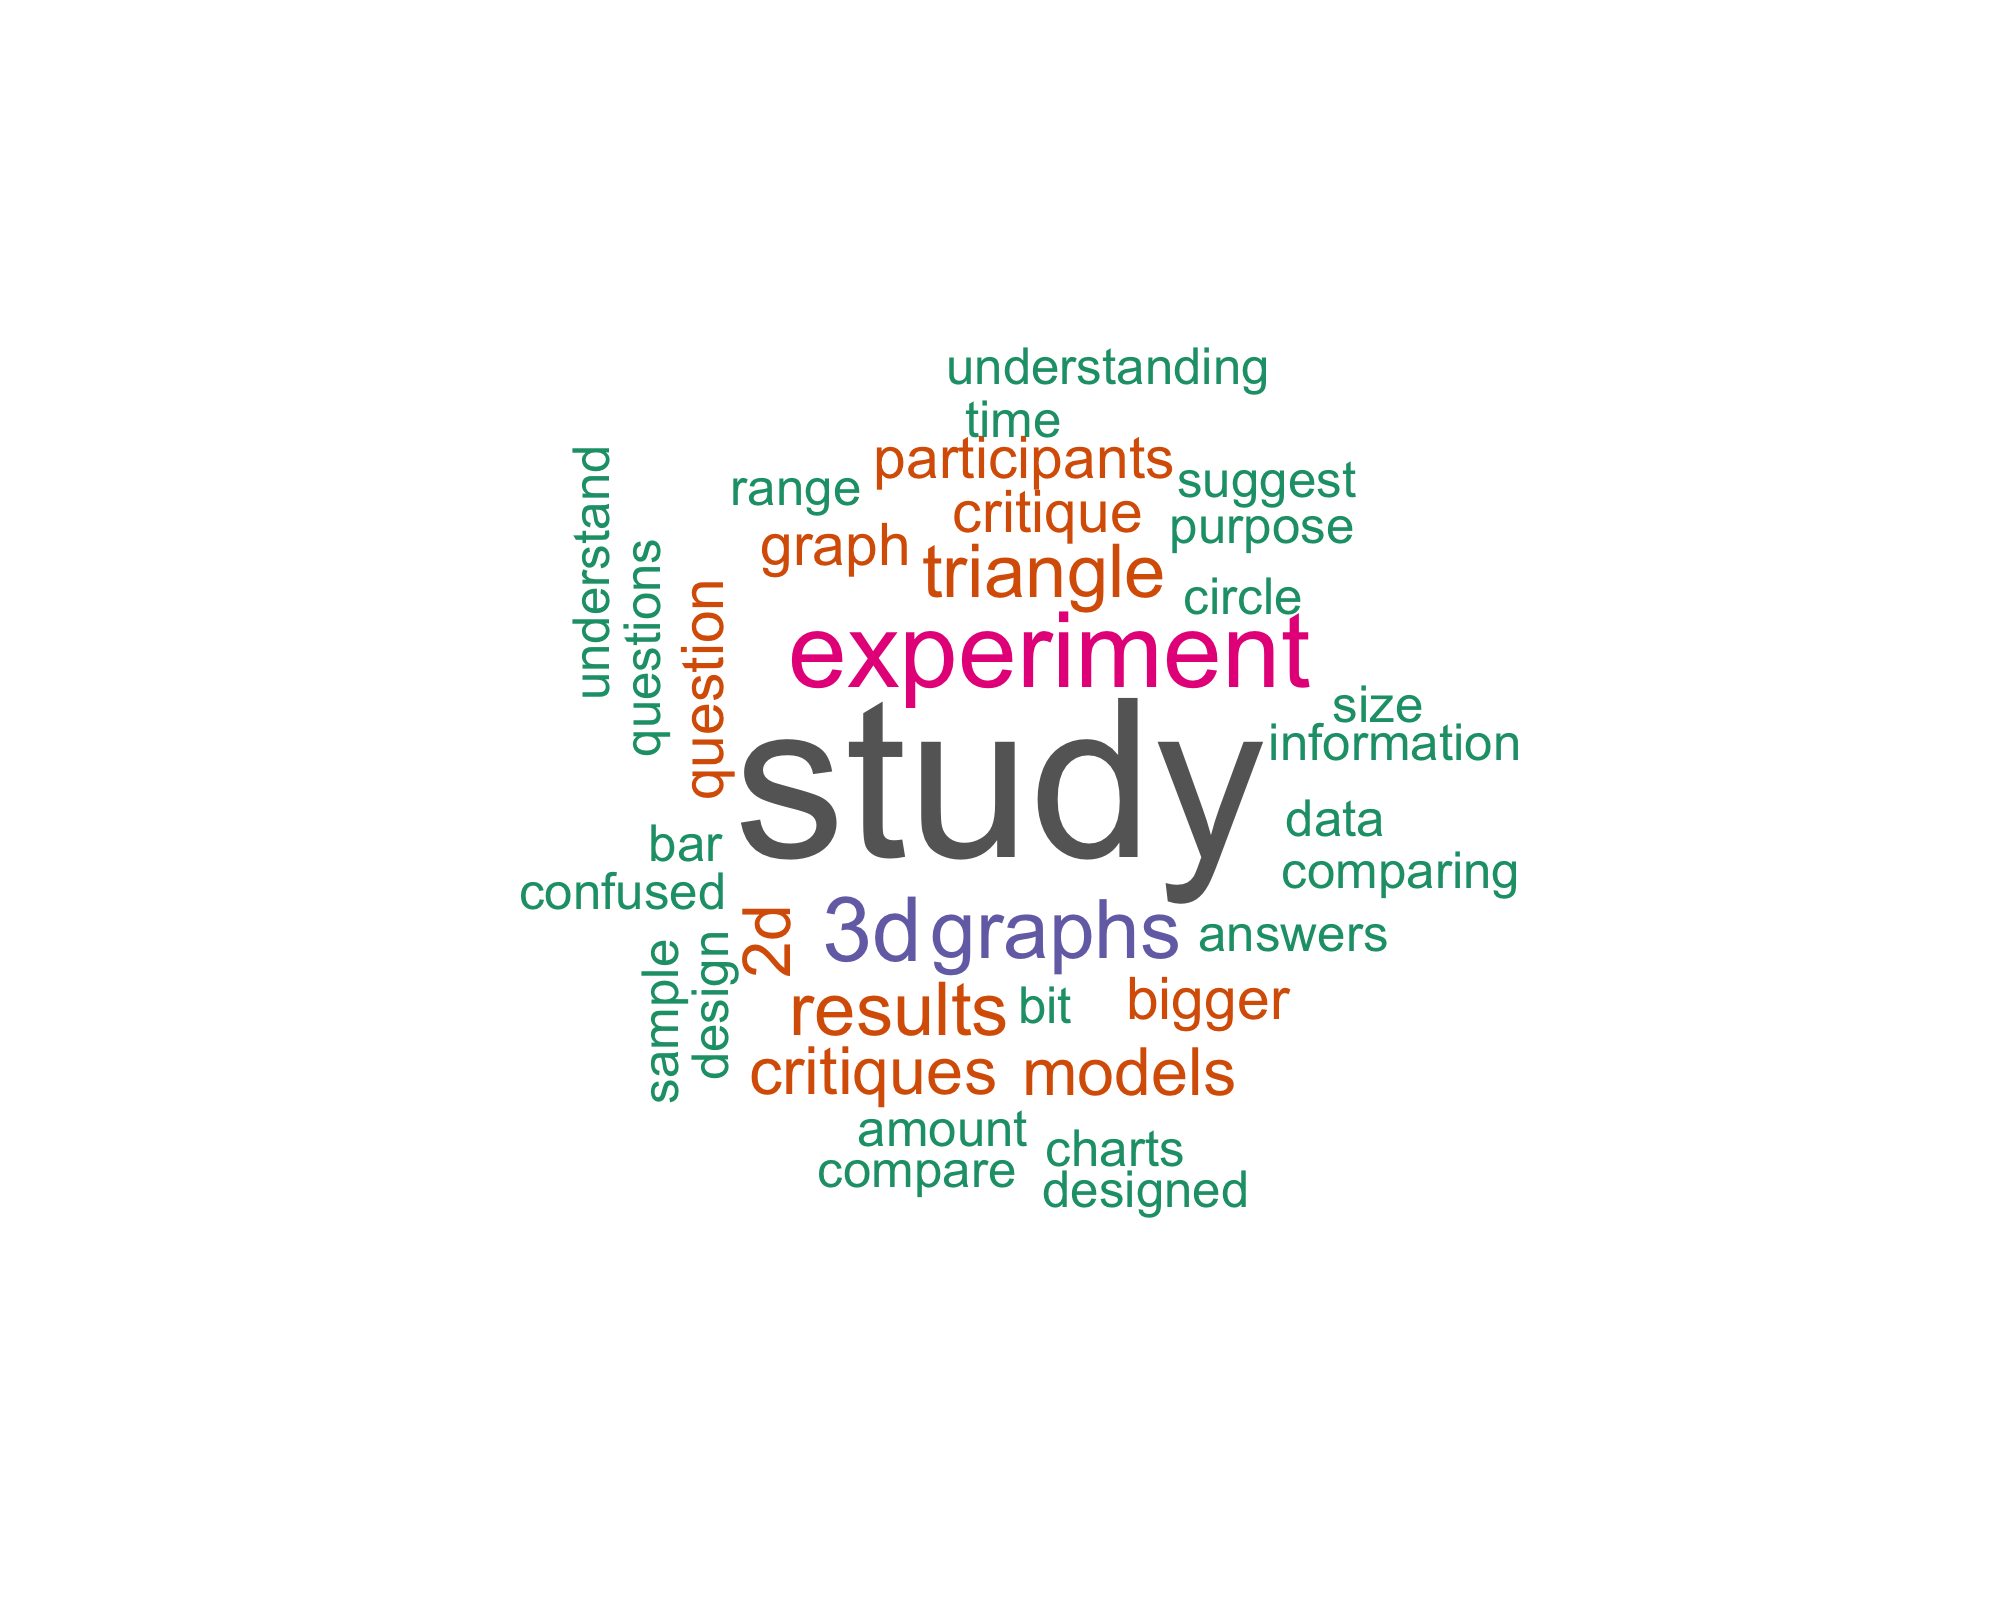 understanding
time
participants
suggest
range
critique
purpose
graph
triangle
circle
understand
questions
question
experiment
size
information
study
data
bar
comparing
confused
2d
3d
graphs
answers
sample
design
results
bit
bigger
critiques
models
amount
charts
compare
designed